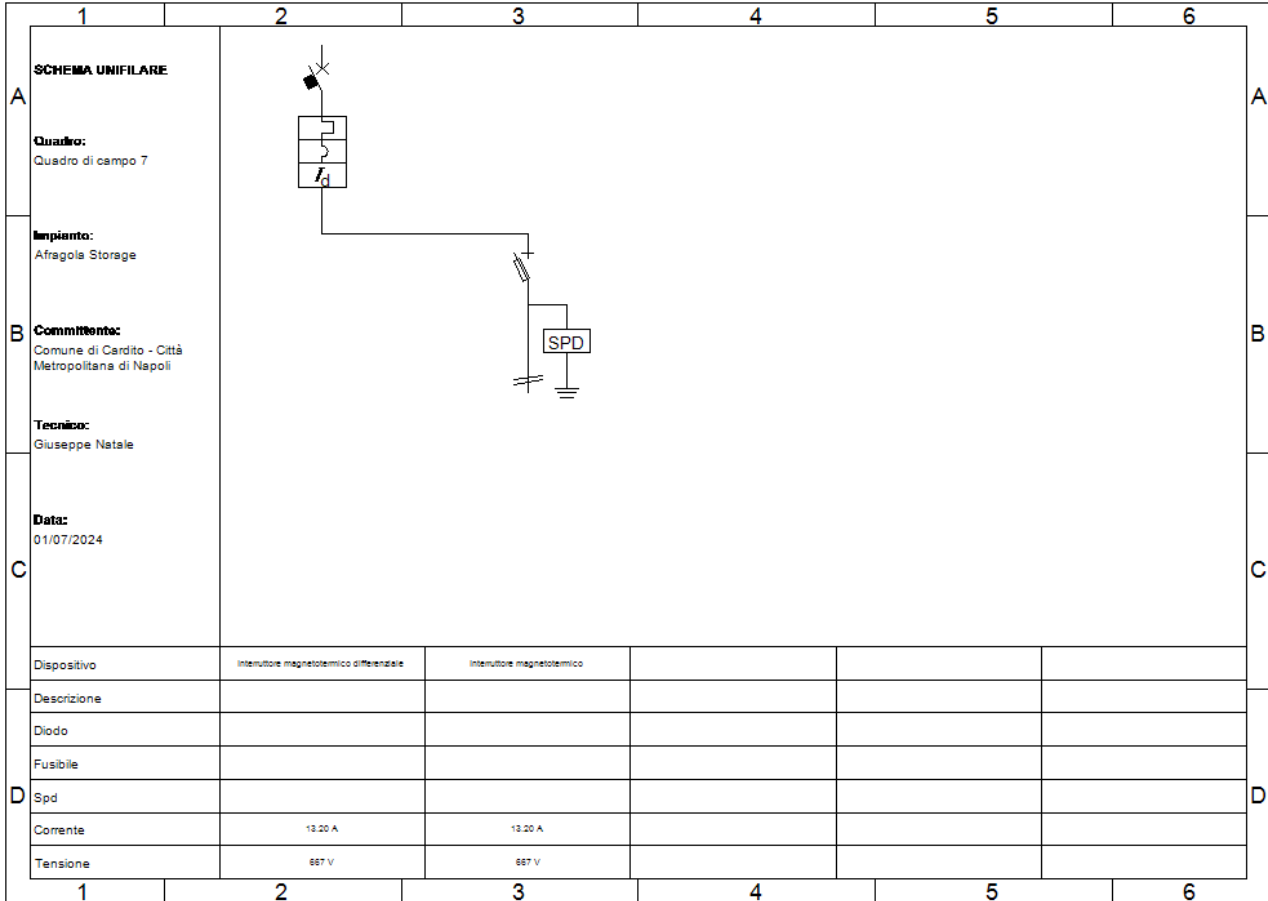 1 2 3 4 5 6
A A
SCHEMA UNIFILARE
Quadro:
Quadro di campo 7
I d
Impianto:
Afragola Storage
B B
Committente:
Comune di Cardito - Città
Metropolitana di Napoli
SPD
Tecnico:
Giuseppe Natale
Data:
01/07/2024
C C
Dispositivo Interruttore magnetotermico differenziale Interruttore magnetotermico
Descrizione
Diodo
Fusibile
D D
Spd
Corrente 13.20 A 13.20 A
Tensione 667 V 667 V
1 2 3 4 5 6